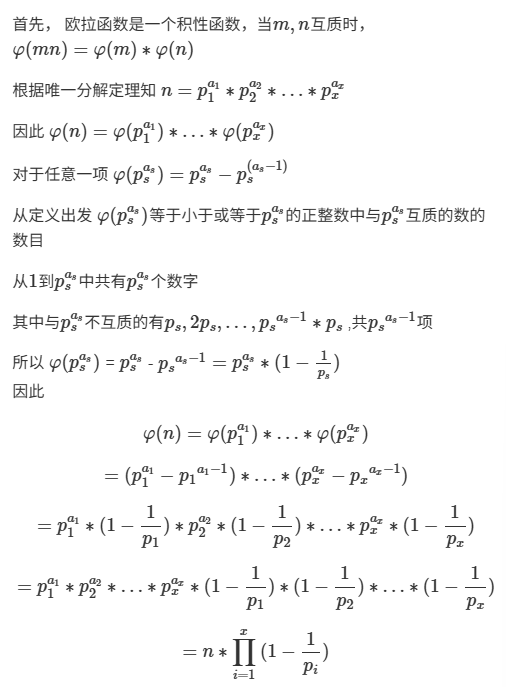 首先， 欧拉函数是一个积性函数，当$m,n$互质时，
$\varphi(mn) = \varphi(m) * \varphi(n)$
根据唯一分解定理知 $n = p_1^{a_1} * p_2^{a_2} * \ldots * p_x^{a_x}$
因此 $\varphi(n) = \varphi(p_1^{a_1}) * \ldots * \varphi(p_x^{a_x})$
对于任意一项 $\varphi(p_s^{a_s}) = p_s^{a_s} - p_s^{(a_s-1)}$
从定义出发 $\varphi(p_s^{a_s})$等于小于或等于$p_s^{a_s}$的正整数中与$p_s^{a_s}$互质的数的
数目
从$1$到$p_s^{a_s}$中共有$p_s^{a_s}$个数字
其中与$p_s^{a_s}$不互质的有$p_s, 2p_s, \ldots, {p_s}^{a_s-1} * p_s$ ,共${p_s}^{a_s-1}$项
所以 $\varphi(p_s^{a_s})$ = $p_s^{a_s}$ - ${p_s}^{a_s-1} = p_s^{a_s} * (1 - \frac{1}{p_s})$
因此
$\varphi(n) = \varphi(p_1^{a_1}) * \ldots * \varphi(p_x^{a_x})$
$= (p_1^{a_1} - {p_1}^{a_1-1}) * \ldots * (p_x^{a_x} - {p_x}^{a_x-1})$
$= p_1^{a_1} * (1 - \frac{1}{p_1}) * p_2^{a_2} * (1 - \frac{1}{p_2}) * \ldots * p_x^{a_x} * (1 - \frac{1}{p_x})$
$= p_1^{a_1} * p_2^{a_2} * \ldots * p_x^{a_x} * (1 - \frac{1}{p_1}) * (1 - \frac{1}{p_2}) * \ldots * (1 - \frac{1}{p_x})$
$= n * \prod_{i=1}^{x} (1 - \frac{1}{p_i})$